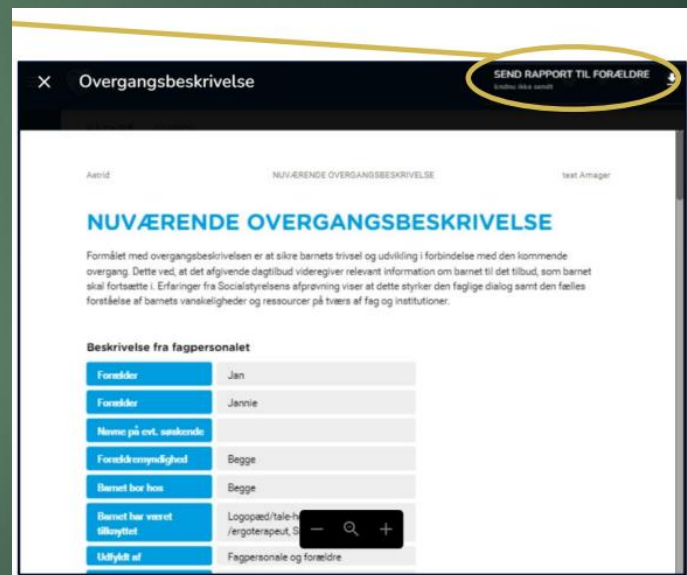 Overgangsbeskrivelse
SEND RAPPORT TIL FORÆLDRE
Endnu ikke sendt
Astrid NUVÆRENDE OVERGANGSBESKRIVELSE test Amager
NUVÆRENDE OVERGANGSBESKRIVELSE
Formålet med overgangsbeskrivelsen er at sikre barnets trivsel og udvikling i forbindelse med den kommende
overgang. Dette ved, at det afgivende dagtilbud videregiver relevant information om barnet til det tilbud, som barnet
skal fortsætte i. Erfaringer fra Socialstyrelsens afprøvning viser at dette styrker den faglige dialog samt den fælles
forståelse af barnets vanskeligheder og ressourcer på tværs af fag og institutioner.
Beskrivelse fra fagpersonalet
Forælder Jan
Forælder Jannie
Navne på evt. søskende
Forældremyndighed Begge
Barnet bor hos Begge
Barnet har været Logopæd/tale-h
tilknyttet /ergoterapeut, S
Udfyldt af Fagpersonale og forældre